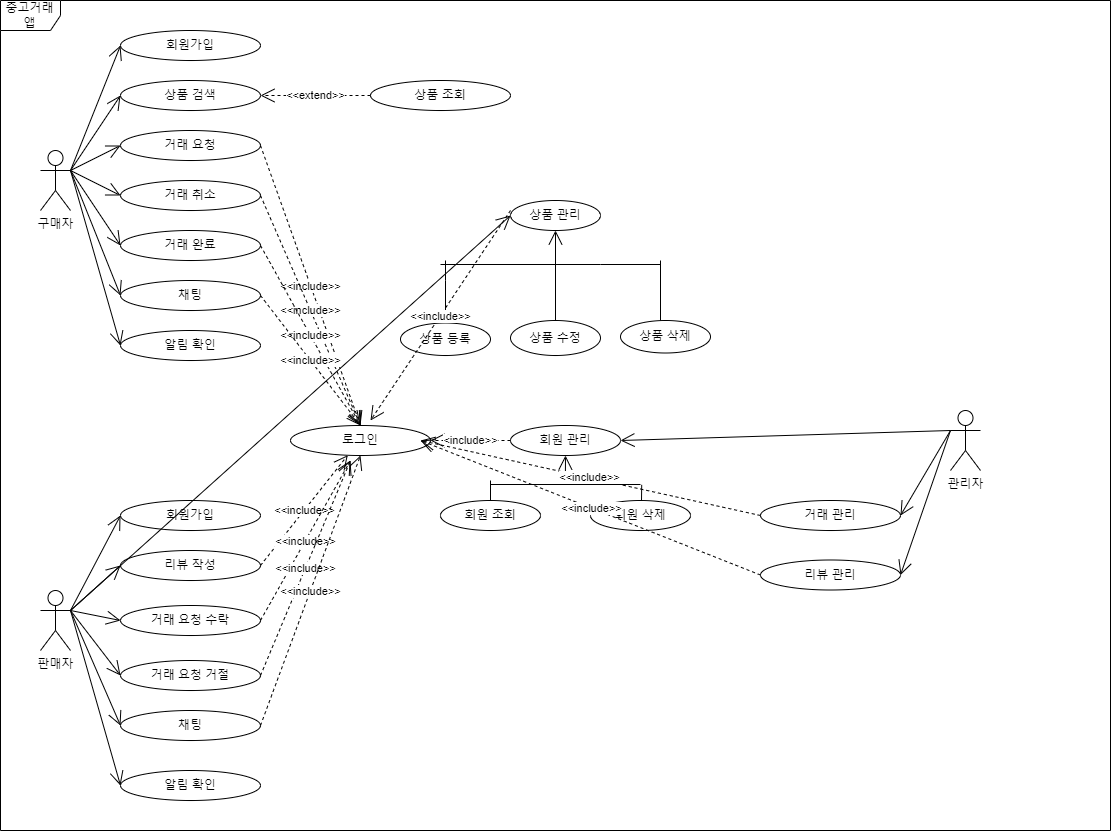 중고거래
앱
회원가입
상품 검색
<<extend>>
상품 조회
거래 요청
거래 취소
구매자
상품 관리
거래 완료
채팅
<<include>>
<<include>>
<<include>>
<<include>>
<<include>>
상품 등록
상품 수정
상품 삭제
알림 확인
로그인
<<include>>
회원 관리
관리자
<<include>>
<<include>>
회원 조회
회원 삭제
거래 관리
리뷰 관리
회원가입
<<include>>
<<include>>
<<include>>
<<include>>
리뷰 작성
거래 요청 수락
판매자
거래 요청 거절
채팅
알림 확인